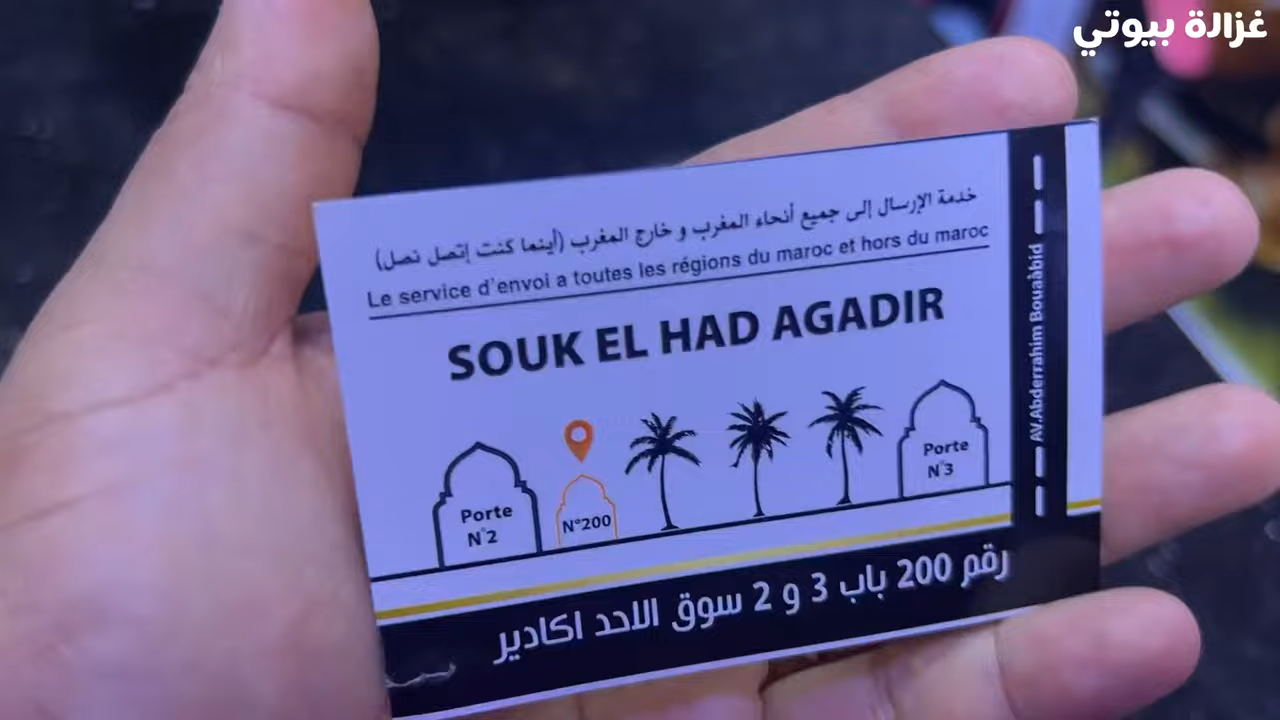 غزالة بيوتي
خدمة الإرسال إلى جميع أنحاء المغرب و خارج المغرب (أينما كنت إتصل تصل)
Le service d'envoi a toutes les régions du maroc et hors du maroc
SOUK EL HAD AGADIR
Porte
N°2
N°200
Porte
N°3
AV.Abderrahim Bouaâbid
رقم 200 باب 3 و 2 سوق الاحد اكادير